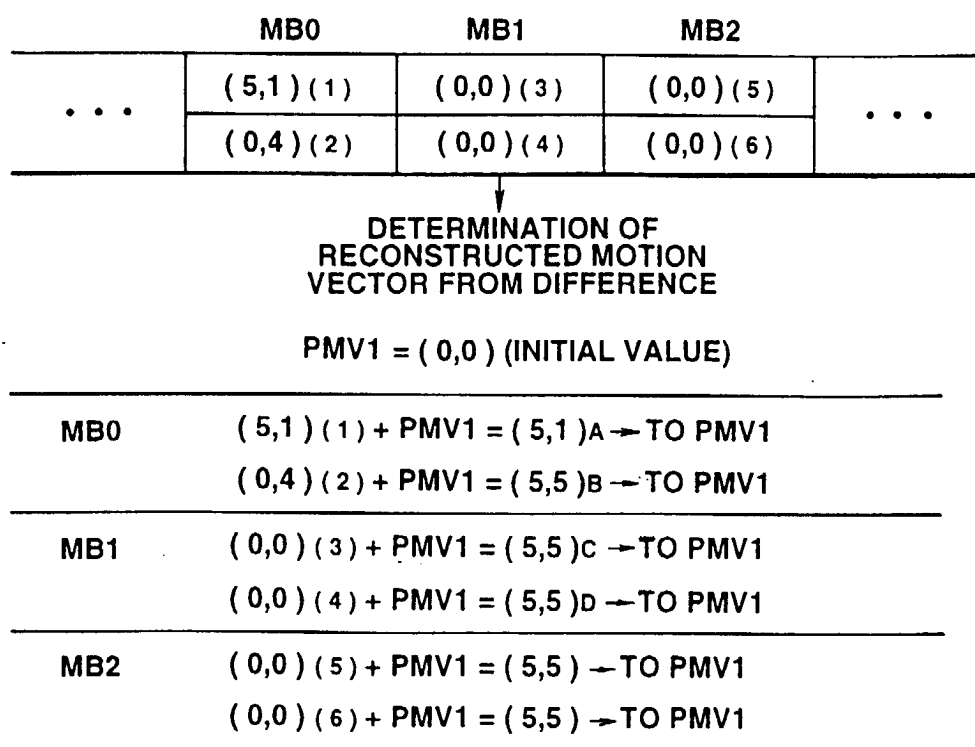 MB0 MB1 MB2
( 5,1 ) ( 1 ) ( 0,0 ) ( 3 ) ( 0,0 ) ( 5 )
• • • • • •
( 0,4 ) ( 2 ) ( 0,0 ) ( 4 ) ( 0,0 ) ( 6 )
DETERMINATION OF
RECONSTRUCTED MOTION
VECTOR FROM DIFFERENCE
PMV1 = ( 0,0 ) (INITIAL VALUE)
MB0 ( 5,1 ) ( 1 ) + PMV1 = ( 5,1 )A → TO PMV1
( 0,4 ) ( 2 ) + PMV1 = ( 5,5 )B → TO PMV1
MB1 ( 0,0 ) ( 3 ) + PMV1 = ( 5,5 )C → TO PMV1
( 0,0 ) ( 4 ) + PMV1 = ( 5,5 )D → TO PMV1
MB2 ( 0,0 ) ( 5 ) + PMV1 = ( 5,5 ) → TO PMV1
( 0,0 ) ( 6 ) + PMV1 = ( 5,5 ) → TO PMV1